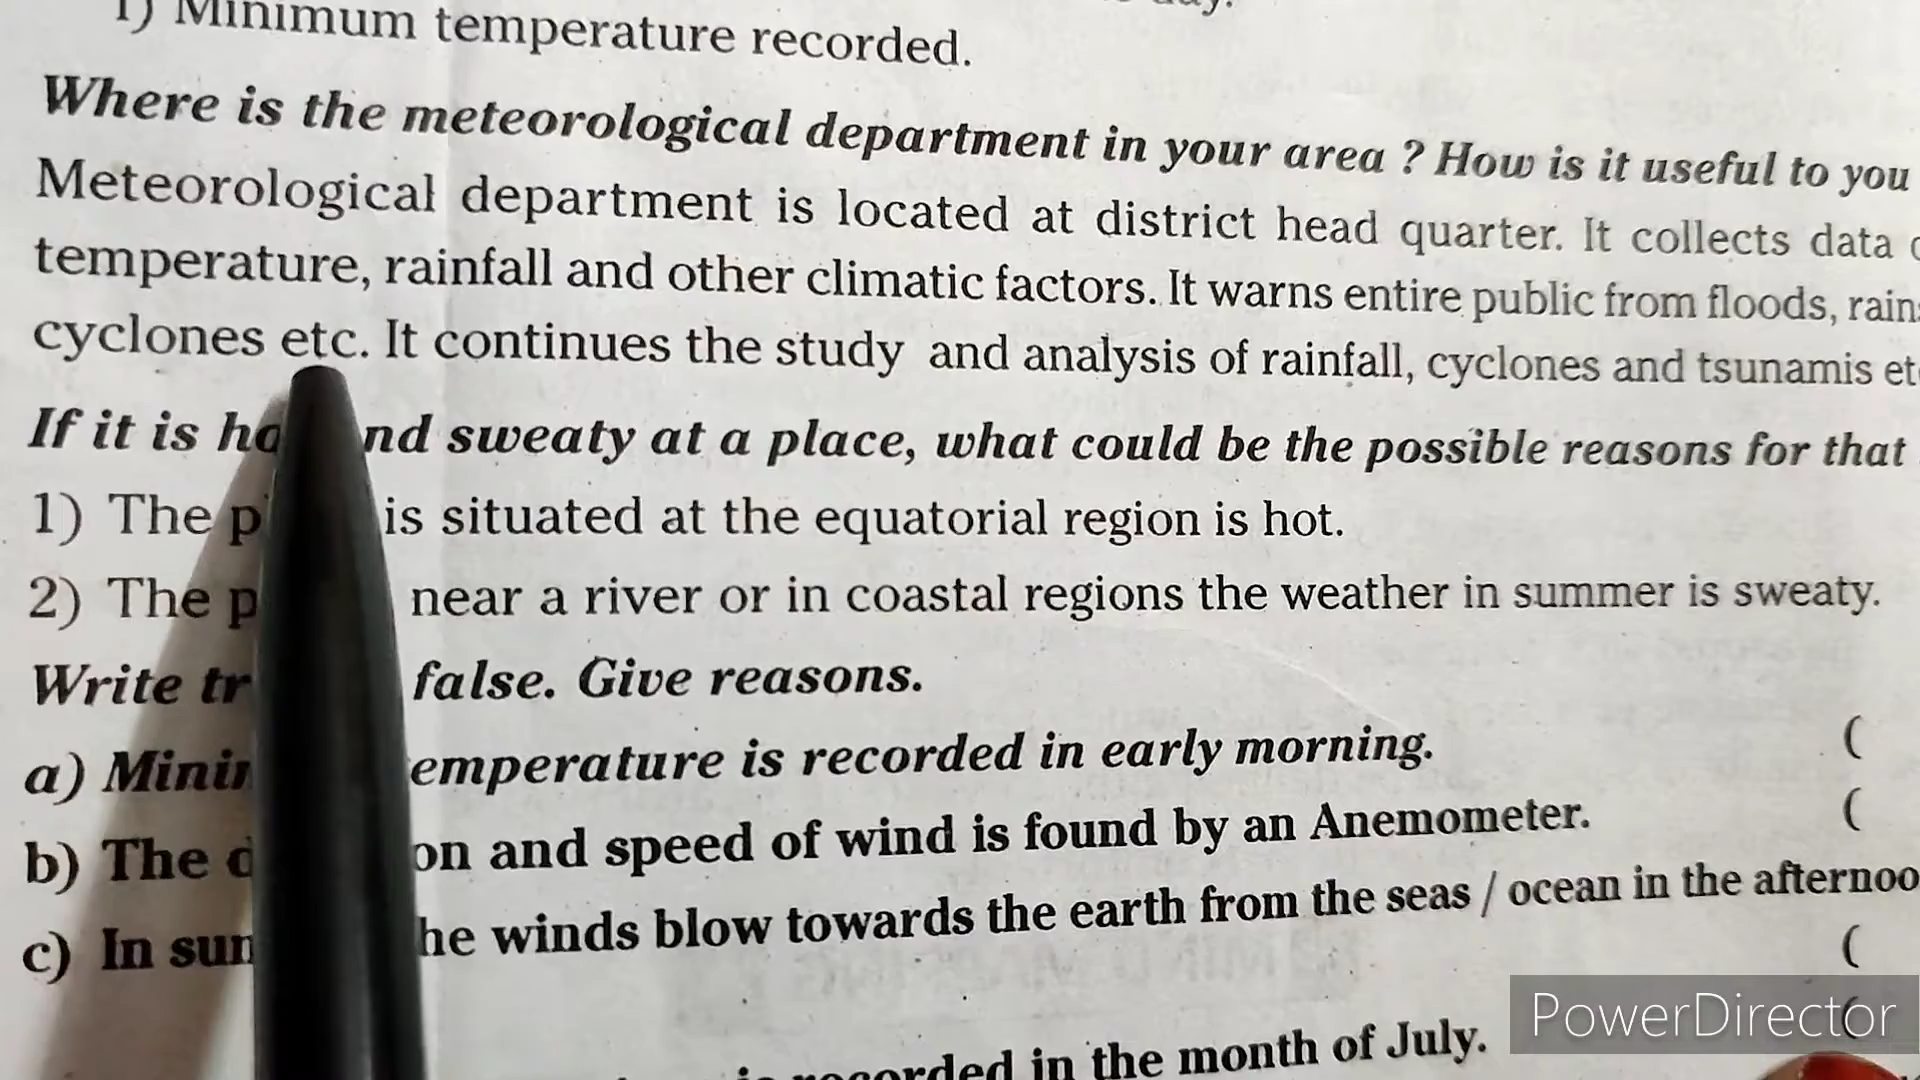 Minimum temperature recorded.
Where is the meteorological department in your area ? How is it useful to you
Meteorological department is located at district head quarter. It collects data
temperature, rainfall and other climatic factors. It warns entire public from floods,
cyclones etc. It continues the study and analysis of rainfall, cyclones and tsunamis
If it is nd sweaty at a place, what could be the possible reasons for that
1) The is situated at the equatorial region is hot.
2) The near a river or in coastal regions the weather in summer is sweaty.
Write false. Give reasons.
a) emperature is recorded in early morning. (
b) The on and speed of wind is found by an Anemometer. (
c) In he winds blow towards the earth from the seas / ocean in the afternoo
(
recorded in the month of July. (
PowerDirector